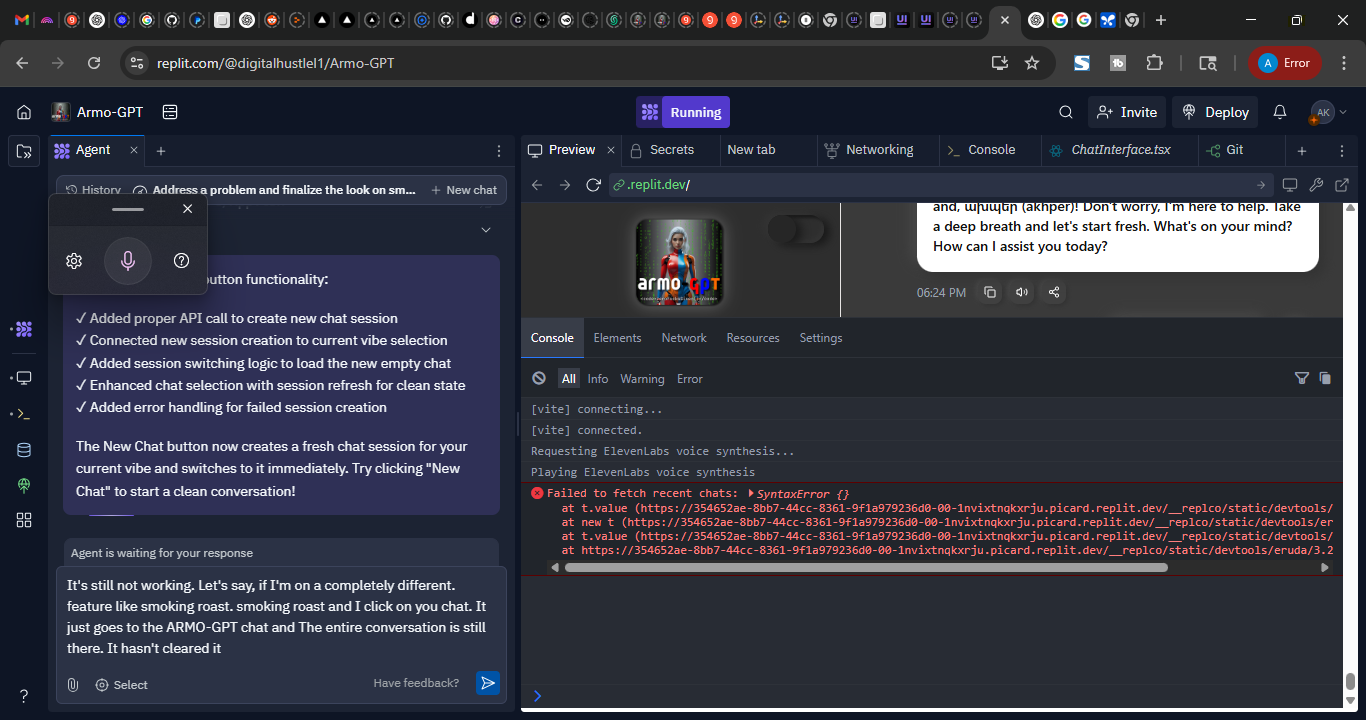 replit.com/@digitalhustlel1/Armo-GPT
A
Error
Armo-GPT
Running
Invite
Deploy
AK
Agent
Preview
Secrets
New tab
Networking
Console
ChatInterface.tsx
Git
History
Address a problem and finalize the look on sm...
New chat
.replit.dev/
button functionality:
✓ Added proper API call to create new chat session
✓ Connected new session creation to current vibe selection
✓ Added session switching logic to load the new empty chat
✓ Enhanced chat selection with session refresh for clean state
✓ Added error handling for failed session creation
The New Chat button now creates a fresh chat session for your
current vibe and switches to it immediately. Try clicking "New
Chat" to start a clean conversation!
Agent is waiting for your response
It's still not working. Let's say, if I'm on a completely different.
feature like smoking roast. smoking roast and I click on you chat. It
just goes to the ARMO-GPT chat and The entire conversation is still
there. It hasn't cleared it
Select
Have feedback?
armo GPT
and, ախպեր (akhper)! Don't worry, I'm here to help. Take
a deep breath and let's start fresh. What's on your mind?
How can I assist you today?
06:24 PM
Console
Elements
Network
Resources
Settings
All
Info
Warning
Error
[vite] connecting...
[vite] connected.
Requesting ElevenLabs voice synthesis...
Playing ElevenLabs voice synthesis
Failed to fetch recent chats: SyntaxError {}
at t.value (https://354652ae-8bb7-44cc-8361-9f1a979236d0-00-1nvixtnqkxrju.picard.replit.dev/__replco/static/devtools/
at new t (https://354652ae-8bb7-44cc-8361-9f1a979236d0-00-1nvixtnqkxrju.picard.replit.dev/__replco/static/devtools/er
at t.value (https://354652ae-8bb7-44cc-8361-9f1a979236d0-00-1nvixtnqkxrju.picard.replit.dev/__replco/static/devtools/
at https://354652ae-8bb7-44cc-8361-9f1a979236d0-00-1nvixtnqkxrju.picard.replit.dev/__replco/static/devtools/eruda/3.2